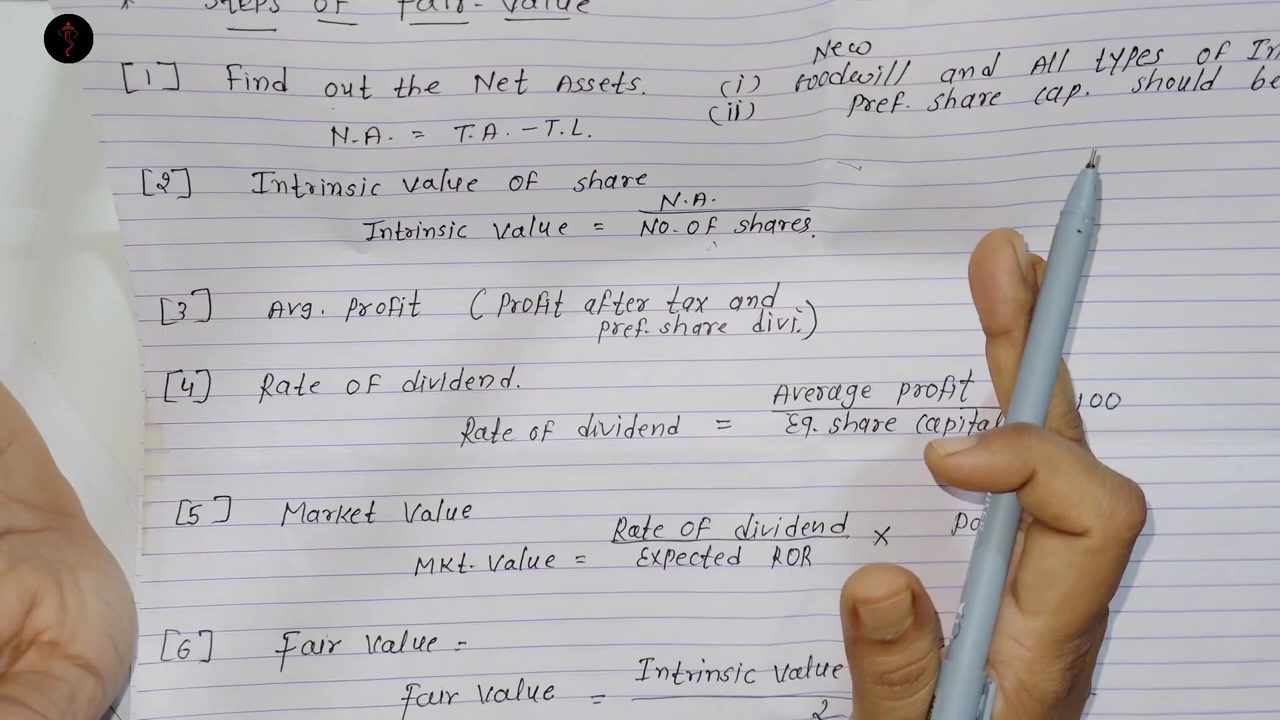 * Steps of Fair-Value
[1] Find out the Net Assets.
N.A. = T.A. - T.L.
New
(i) Goodwill and All types of
(ii) Pref. share cap. should be
[2] Intrinsic value of share
Intrinsic value = N.A. / No. of shares.
[3] Avg. Profit (Profit after tax and
pref. share divi.)
[4] Rate of dividend.
Rate of dividend = Average profit / Eq. share capital 100
[5] Market Value
Mkt. value = Rate of dividend / Expected ROR ×
[6] Fair value =
Fair value = Intrinsic value / 2